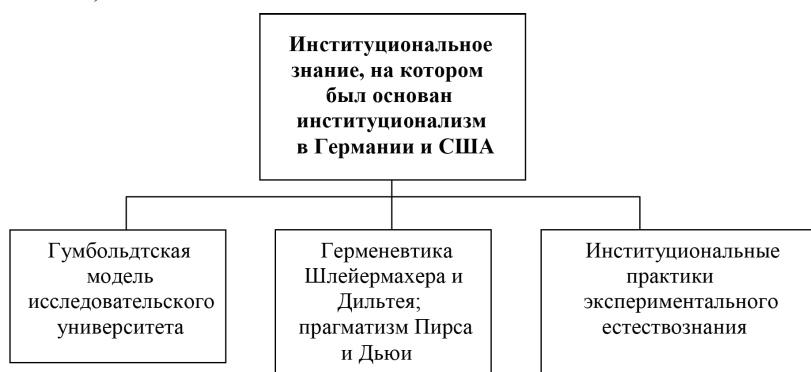 Институциональное
знание, на котором
был основан
институционализм
в Германии и США
Гумбольдтская
модель
исследовательского
университета
Герменевтика
Шлейермахера и
Дильтея;
прагматизм Пирса
и Дьюи
Институциональные
практики
экспериментального
естествознания